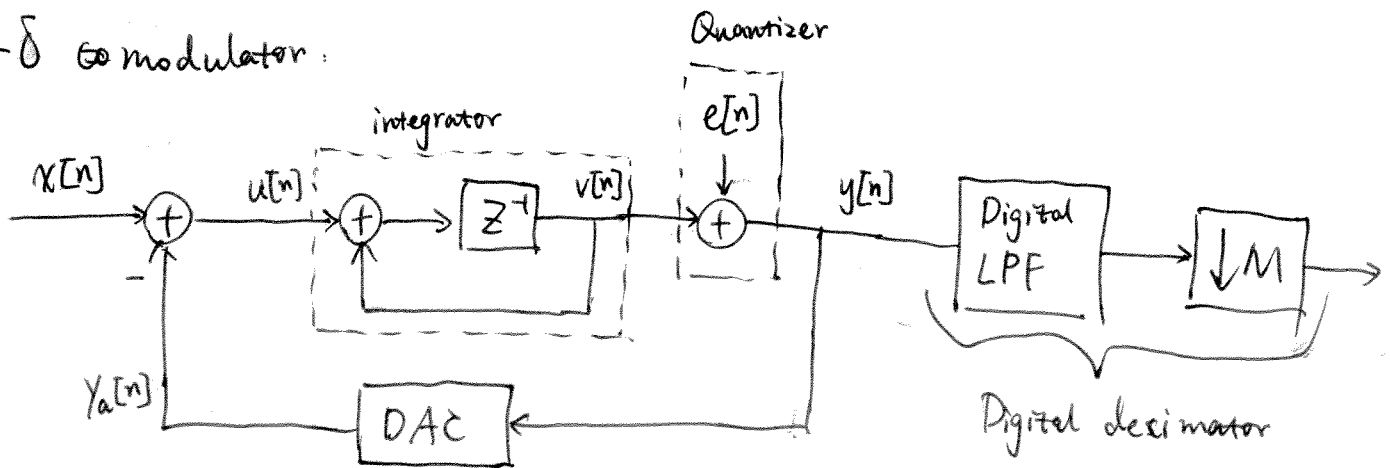 -δ modulator.
Quantizer
e[n]
integrator
x[n]
u[n]
Z⁻¹
v[n]
y[n]
Digital
LPF
↓M
Yₐ[n]
DAC
Digital decimator